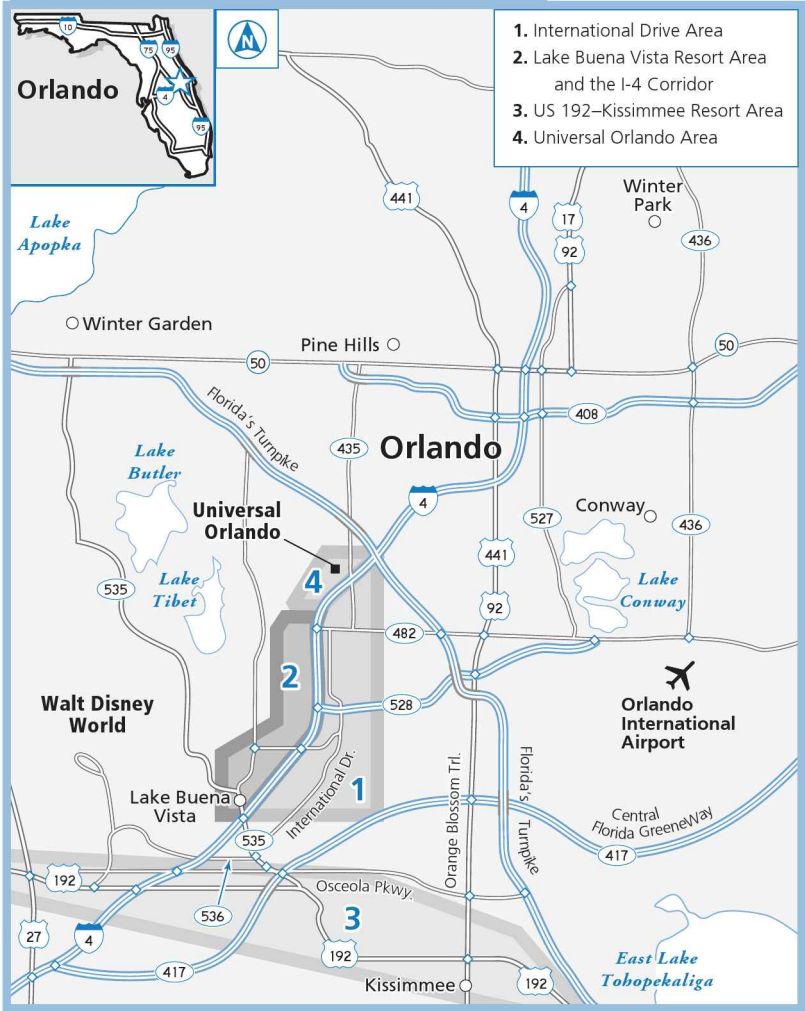 10
75
95
Orlando
4
95
N
1. International Drive Area
2. Lake Buena Vista Resort Area
and the I-4 Corridor
3. US 192–Kissimmee Resort Area
4. Universal Orlando Area
441
4
17
92
Winter
Park
436
Lake
Apopka
Winter Garden
Pine Hills
50
50
Florida's Turnpike
408
435
Orlando
Lake
Butler
4
Universal
Orlando
527
Conway
436
441
4
Lake
Tibet
535
Lake
Conway
92
482
2
528
Walt Disney
World
Orlando
International
Airport
International Dr.
1
Orange Blossom Trl.
Florida's Turnpike
Lake Buena
Vista
Central
Florida GreeneWay
535
417
192
Osceola Pkwy.
536
3
27
4
192
417
Kissimmee
192
East Lake
Tohopekaliga